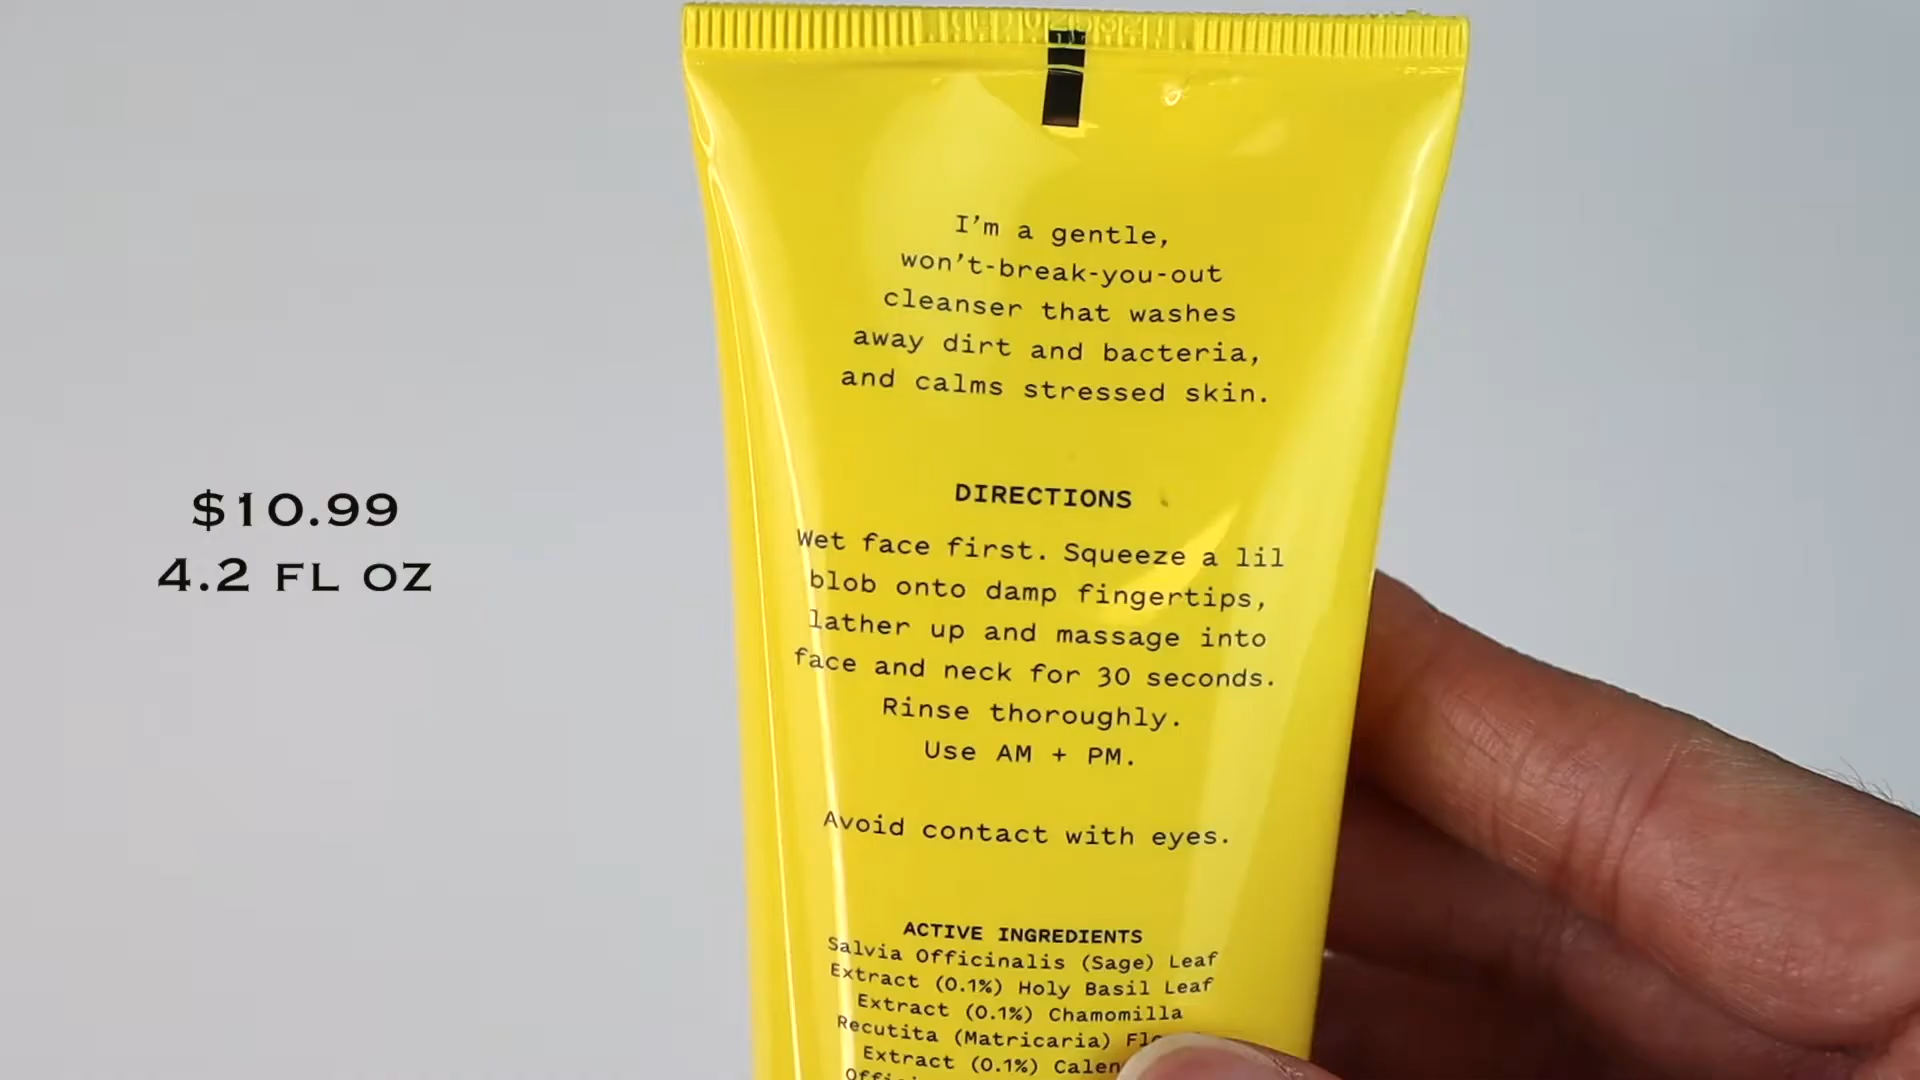 I'm a gentle,
won't-break-you-out
cleanser that washes
away dirt and bacteria,
and calms stressed skin.
DIRECTIONS
Wet face first. Squeeze a lil
blob onto damp fingertips,
lather up and massage into
face and neck for 30 seconds.
Rinse thoroughly.
Use AM + PM.
Avoid contact with eyes.
ACTIVE INGREDIENTS
Salvia Officinalis (Sage) Leaf
Extract (0.1%) Holy Basil Leaf
Extract (0.1%) Chamomilla
Recutita (Matricaria)
Extract (0.1%)
$10.99
4.2 FL OZ